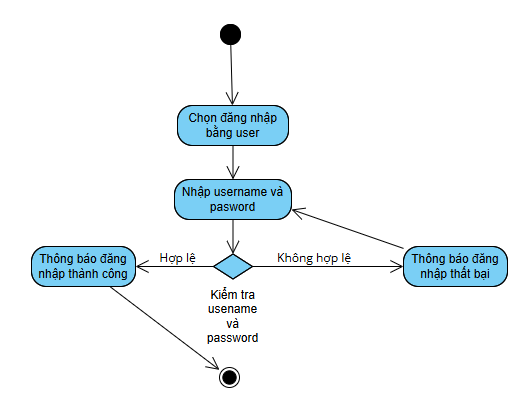 Chọn đăng nhập
bằng user
Nhập username và
pasword
Thông báo đăng
nhập thành công
Hợp lệ
Không hợp lệ
Thông báo đăng
nhập thất bại
Kiểm tra
usename
và
password